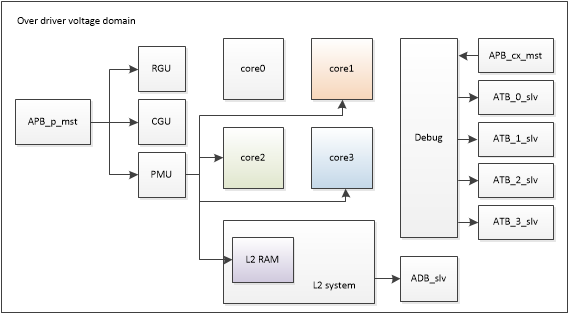 Over driver voltage domain
RGU
core0
core1
APB_cx_mst
ATB_0_slv
APB_p_mst
CGU
Debug
ATB_1_slv
PMU
core2
core3
ATB_2_slv
ATB_3_slv
L2 RAM
L2 system
ADB_slv